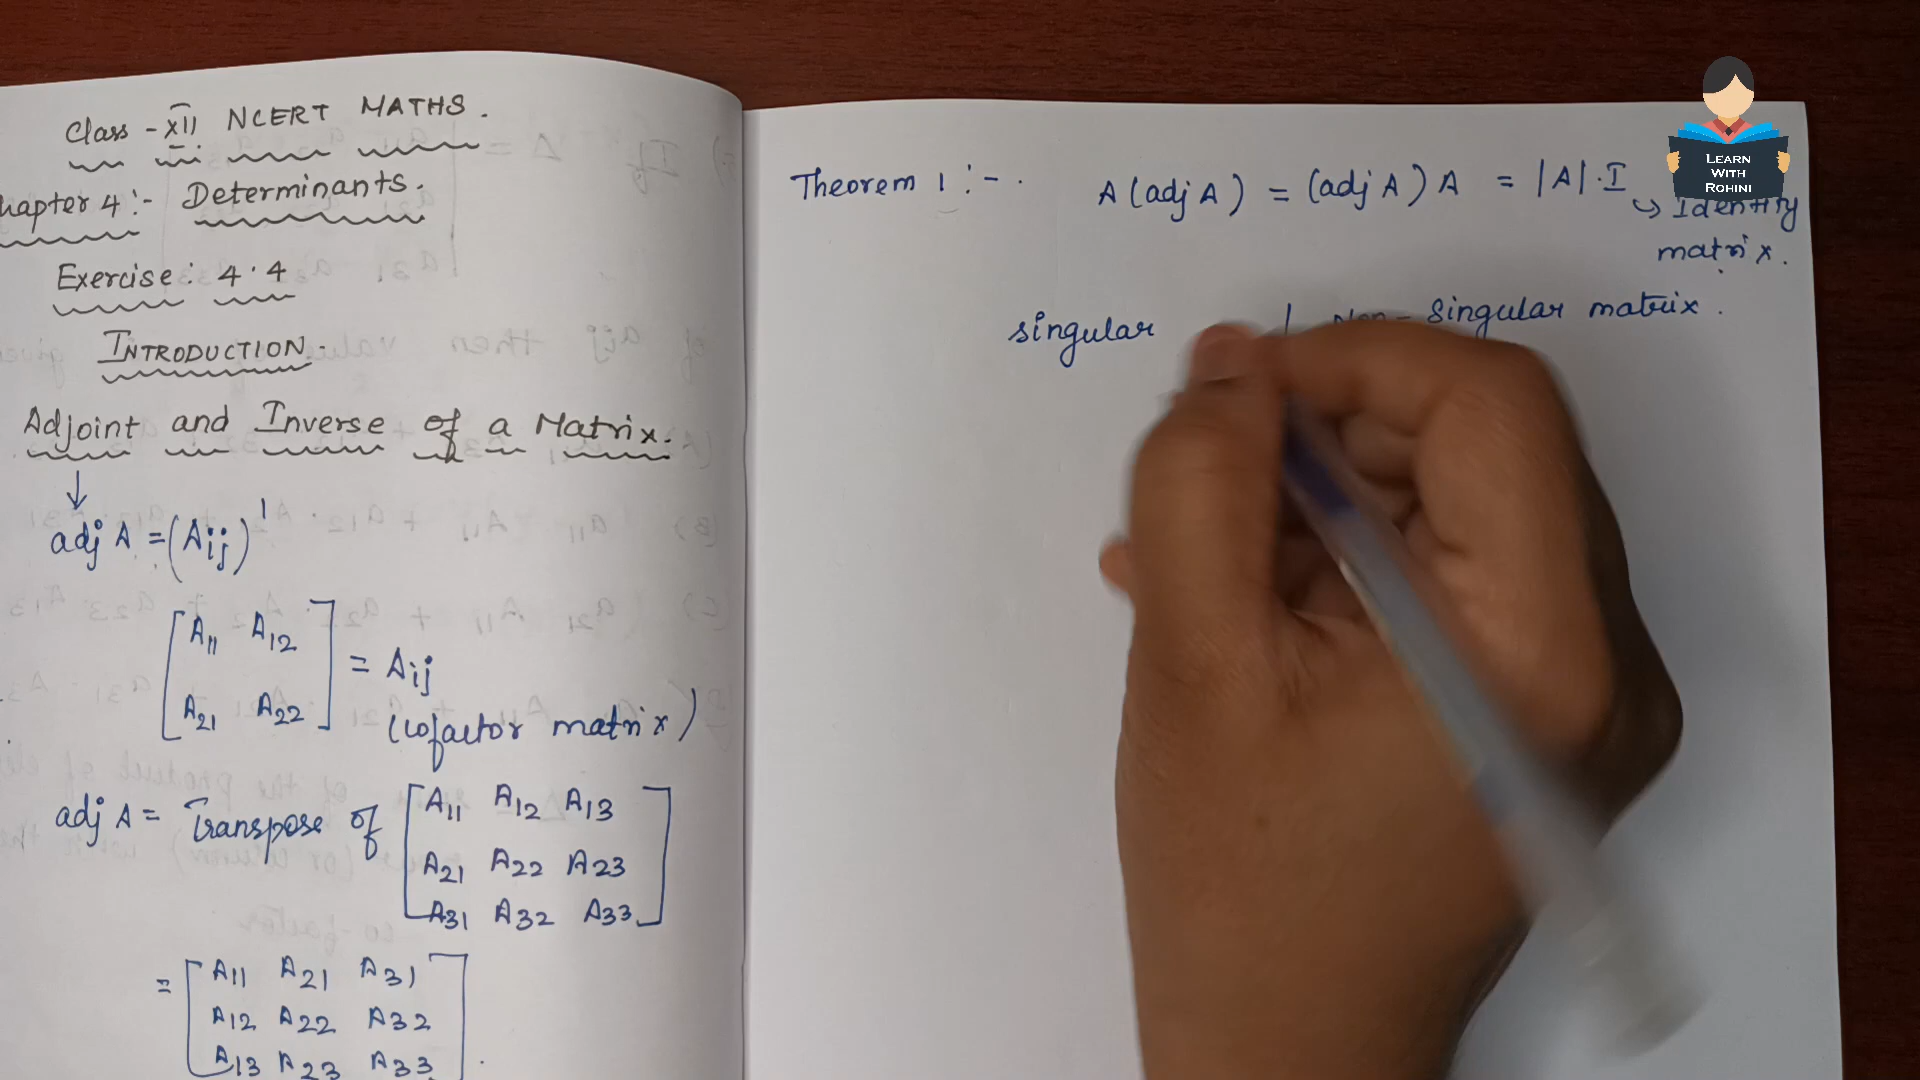 Class - XII NCERT MATHS.
hapter 4:- Determinants.
Exercise: 4.4
INTRODUCTION.
Adjoint and Inverse of a Matrix.
↓
adj A = (Aij)'
[A11 A12
A21 A22] = Aij
(cofactor matrix)
adj A = Transpose of [A11 A12 A13
A21 A22 A23
A31 A32 A33]
= [A11 A21 A31
A12 A22 A32
A13 A23 A33].
Theorem 1:-. A(adj A) = (adj A) A = |A|.I
↪ Identity
matrix.
singular | Non-Singular matrix.
LEARN
WITH
ROHINI